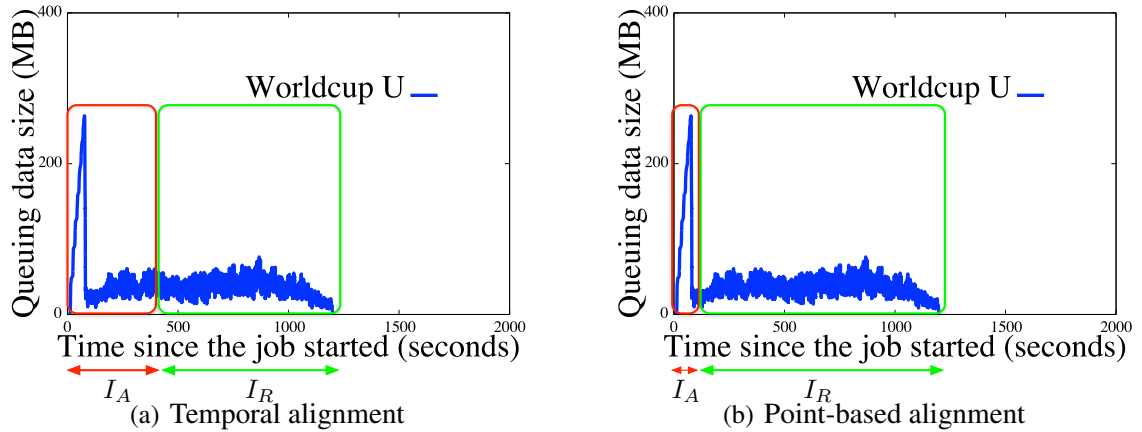 Queuing data size (MB)
400
200
0
Worldcup U
0 500 1000 1500 2000
Time since the job started (seconds)
I_A I_R
(a) Temporal alignment
Queuing data size (MB)
400
200
0
Worldcup U
0 500 1000 1500 2000
Time since the job started (seconds)
I_A I_R
(b) Point-based alignment